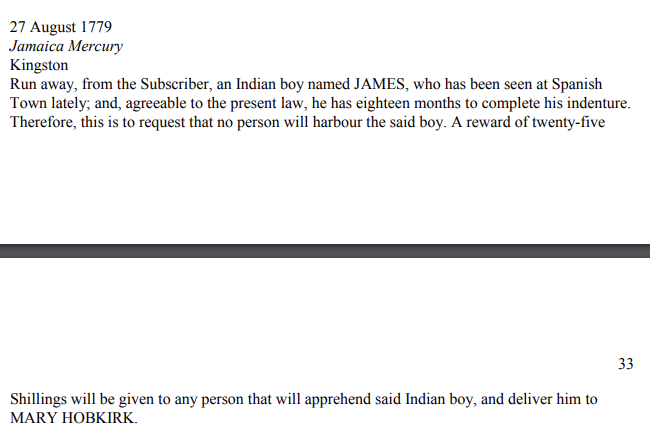 27 August 1779
Jamaica Mercury
Kingston
Run away, from the Subscriber, an Indian boy named JAMES, who has been seen at Spanish
Town lately; and, agreeable to the present law, he has eighteen months to complete his indenture.
Therefore, this is to request that no person will harbour the said boy. A reward of twenty-five
33
Shillings will be given to any person that will apprehend said Indian boy, and deliver him to
MARY HOBKIRK.